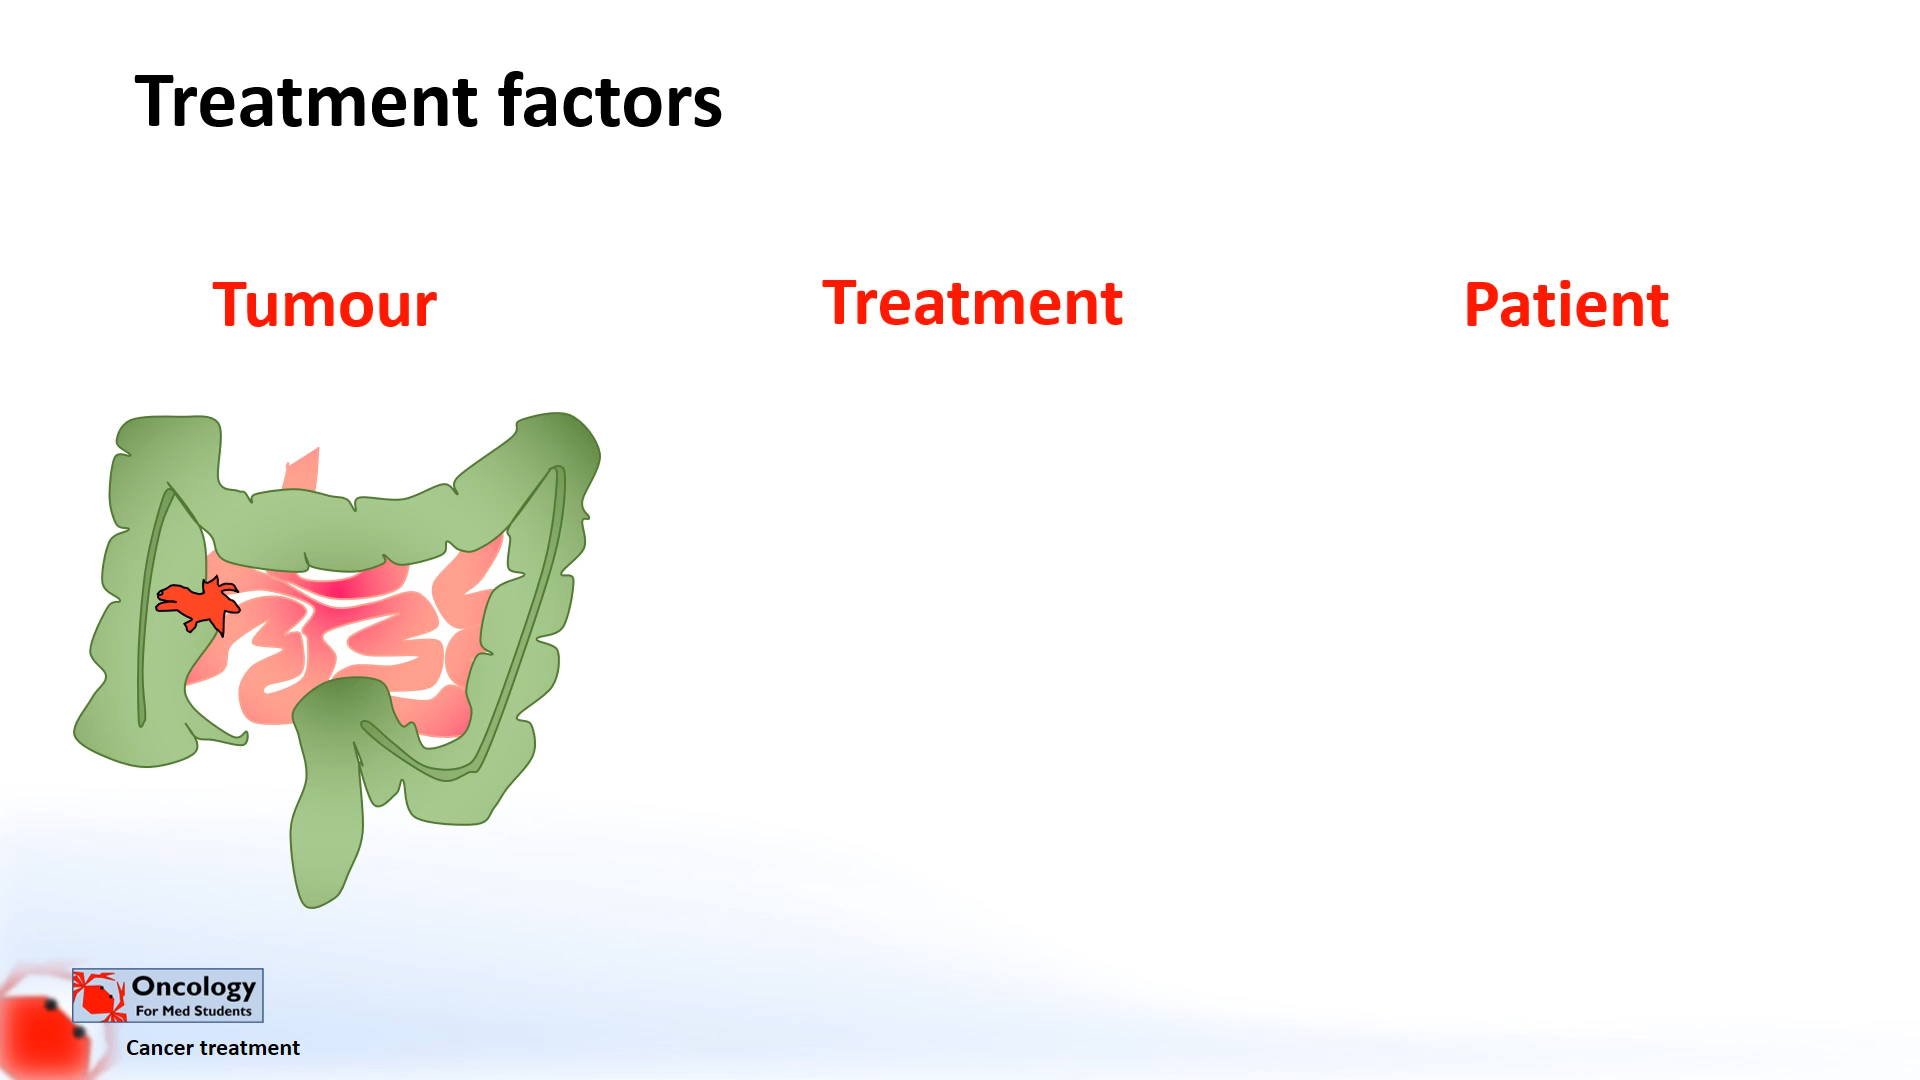 Treatment factors
Tumour
Treatment
Patient
Oncology
For Med Students
Cancer treatment